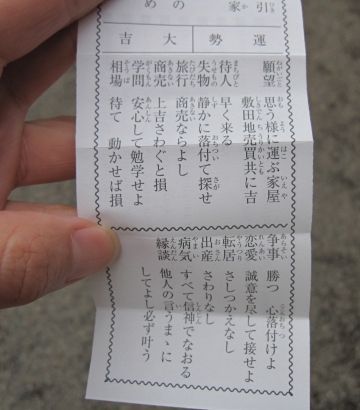 引家のめ
運勢 大吉
願望 思う様に運ぶ家屋
敷田地売買共に吉
待人 早く来る
失物 静かに落付て探せ
旅行 商売ならよし
商売 上吉さわぐと損
学問 安心して勉学せよ
相場 待て 動かせば損
争事 勝つ 心落付けよ
恋愛 誠意を尽して接せよ
転居 さしつかえなし
出産 さわりなし
病気 すべて信神でなおる
縁談 他人の言うまゝに
してよし必ず叶う